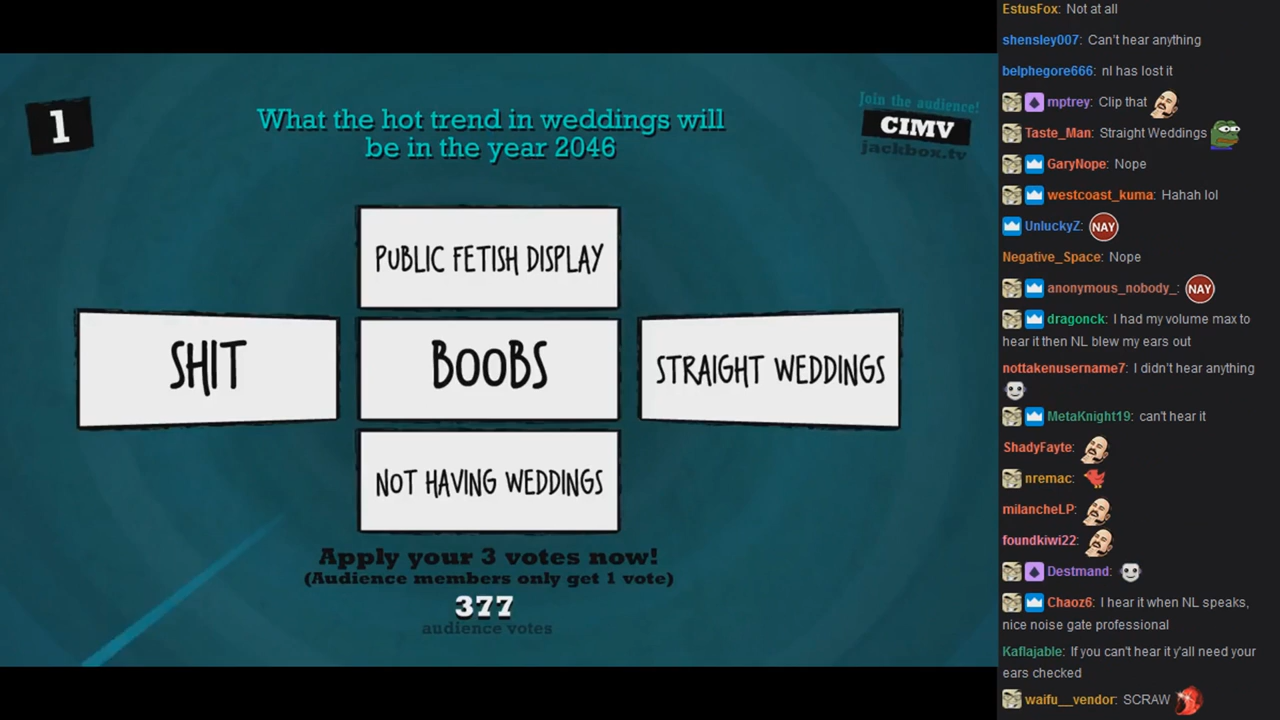 1
What the hot trend in weddings will
be in the year 2046
Join the audience!
CIMV
jackbox.tv
PUBLIC FETISH DISPLAY
SHIT
BOOBS
STRAIGHT WEDDINGS
NOT HAVING WEDDINGS
Apply your 3 votes now!
(Audience members only get 1 vote)
377
audience votes
EstusFox: Not at all
shensley007: Can't hear anything
belphegore666: nl has lost it
mptrey: Clip that
Taste_Man: Straight Weddings
GaryNope: Nope
westcoast_kuma: Hahah lol
UnluckyZ: NAY
Negative_Space: Nope
anonymous_nobody_: NAY
dragonck: I had my volume max to
hear it then NL blew my ears out
nottakenusername7: I didn't hear anything
MetaKnight19: can't hear it
ShadyFayte:
nremac:
milancheLP:
foundkiwi22:
Destmand:
Chaoz6: I hear it when NL speaks,
nice noise gate professional
Kaflajable: If you can't hear it y'all need your
ears checked
waifu__vendor: SCRAW